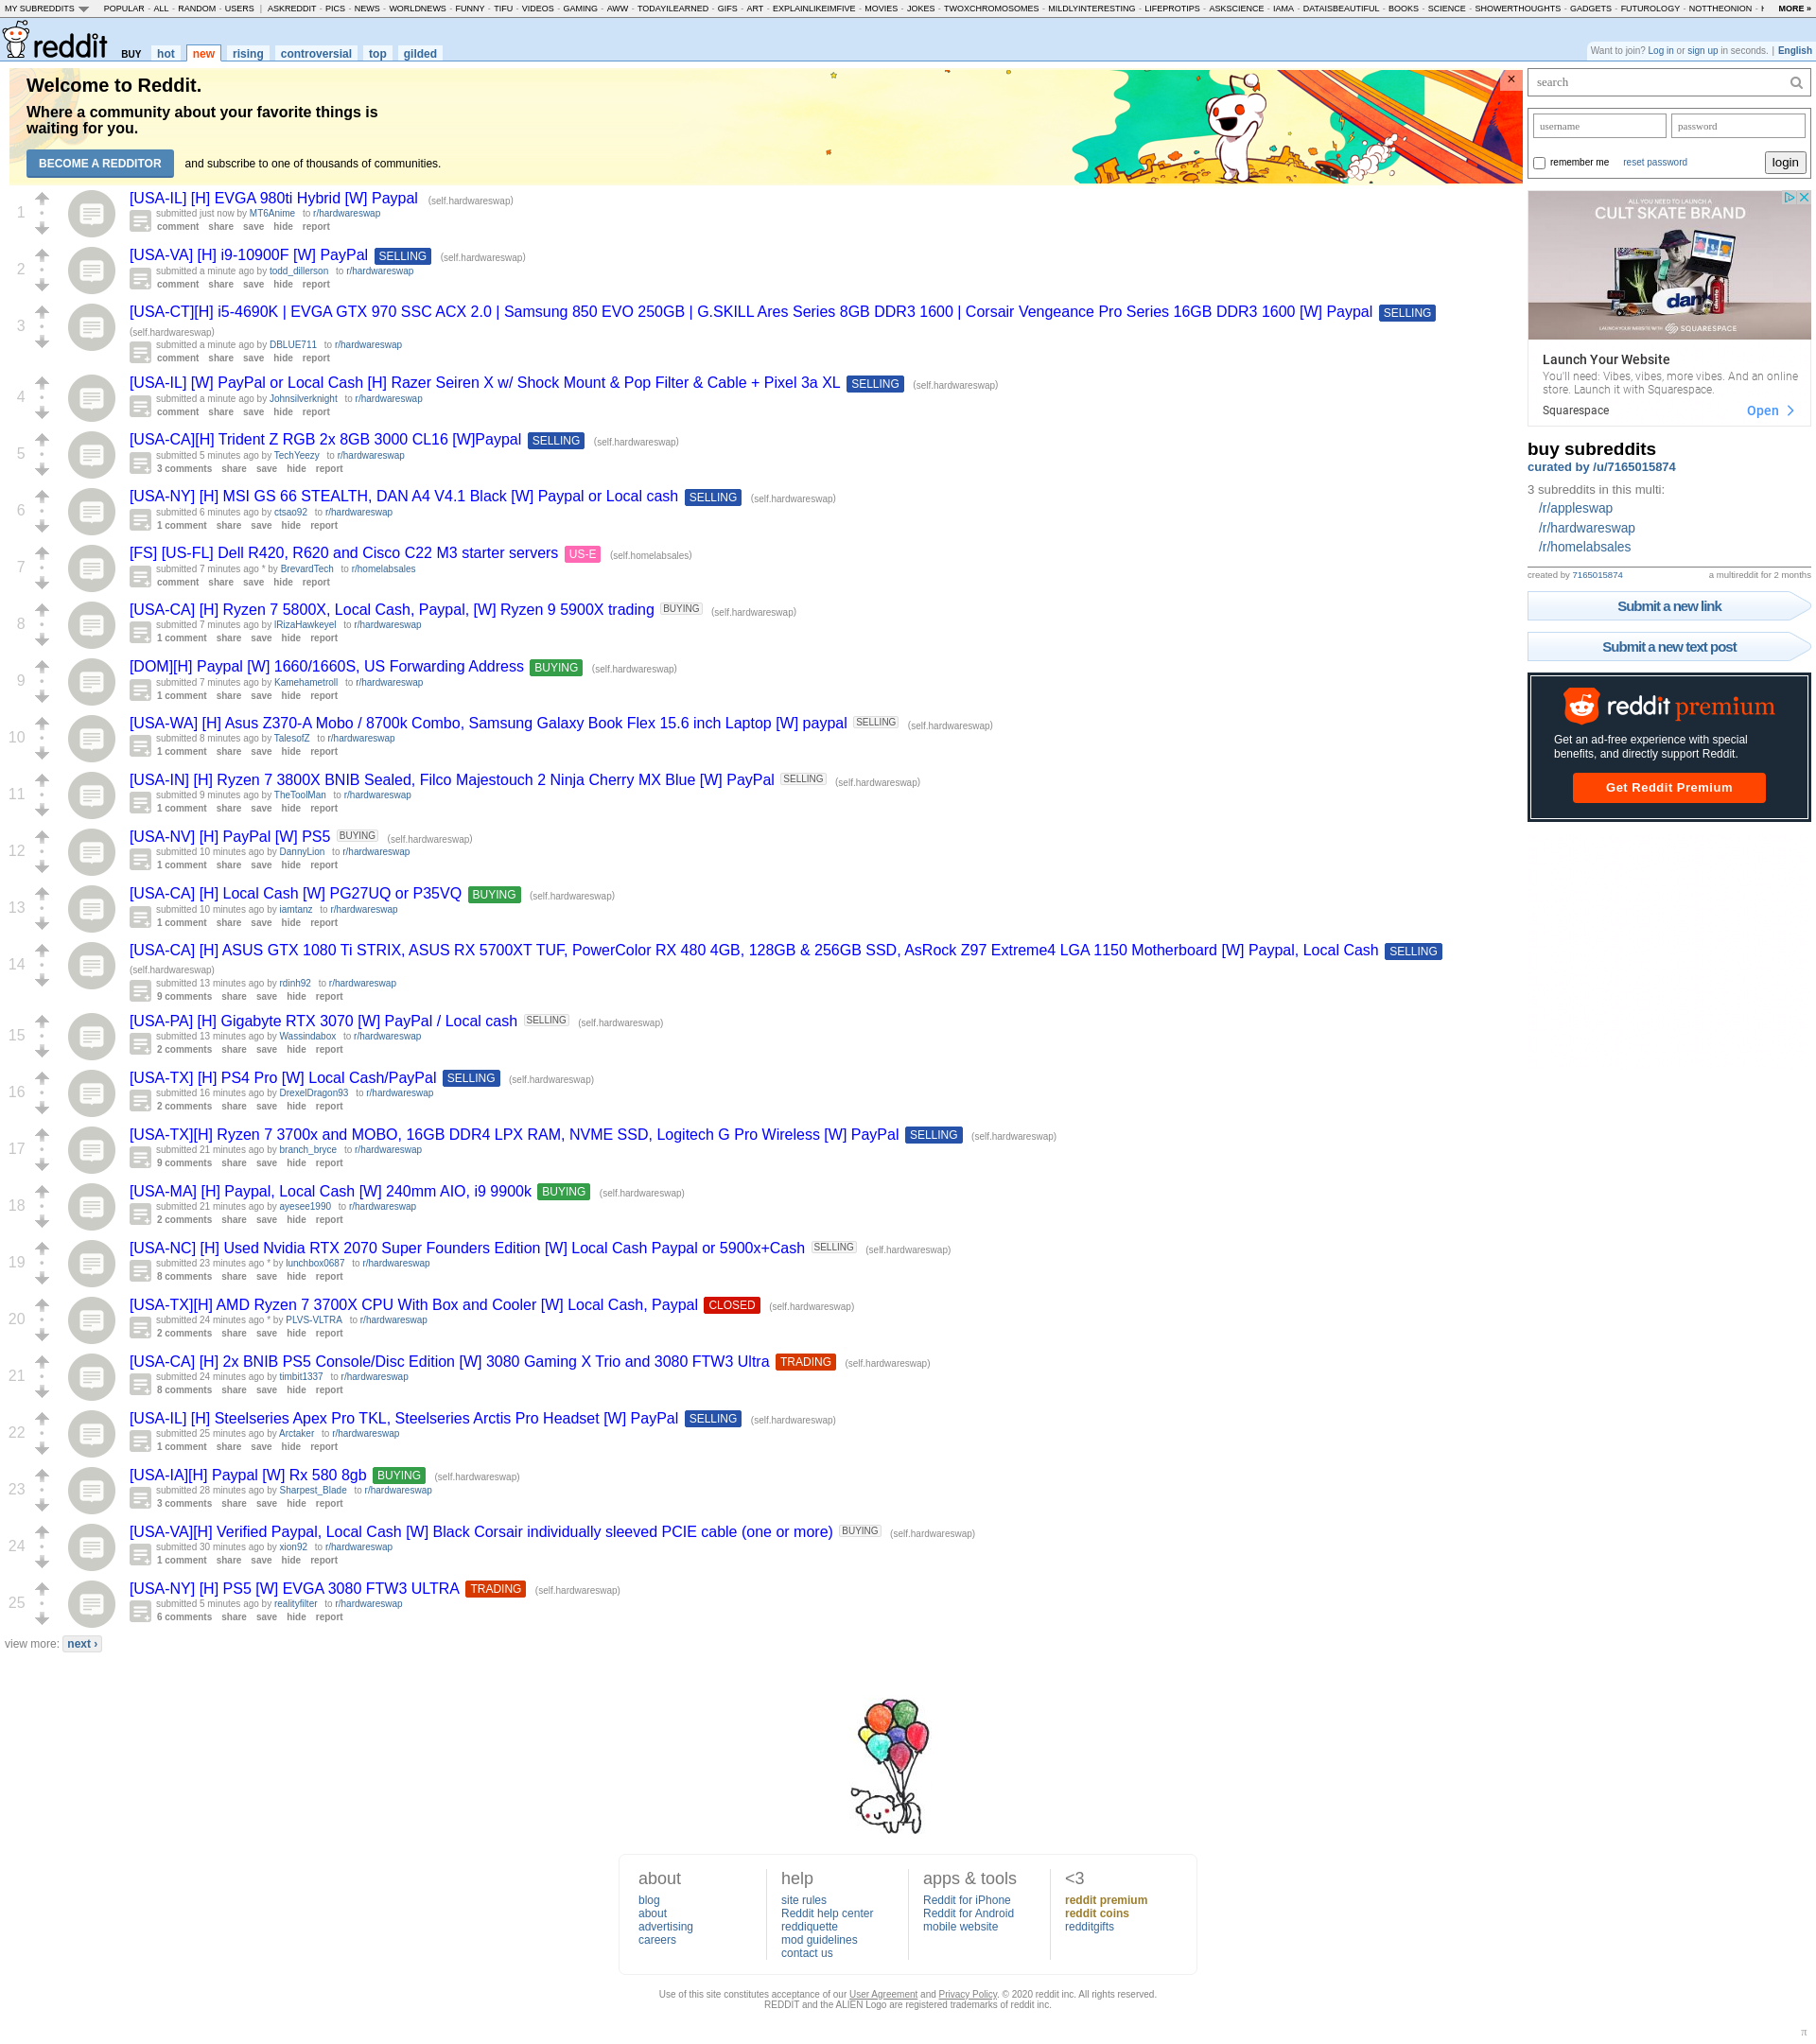 MY SUBREDDITS POPULAR - ALL - RANDOM - USERS | ASKREDDIT - PICS - NEWS - WORLDNEWS - FUNNY - TIFU - VIDEOS - GAMING - AWW - TODAYILEARNED - GIFS - ART - EXPLAINLIKEIMFIVE - MOVIES - JOKES - TWOXCHROMOSOMES - MILDLYINTERESTING - LIFEPROTIPS - ASKSCIENCE - IAMA - DATAISBEAUTIFUL - BOOKS - SCIENCE - SHOWERTHOUGHTS - GADGETS - FUTUROLOGY - NOTTHEONION - MORE »
reddit BUY hot new rising controversial top gilded
Want to join? Log in or sign up in seconds. | English
Welcome to Reddit.
Where a community about your favorite things is
waiting for you.
BECOME A REDDITOR and subscribe to one of thousands of communities.
1
[USA-IL] [H] EVGA 980ti Hybrid [W] Paypal (self.hardwareswap)
submitted just now by MT6Anime to r/hardwareswap
comment share save hide report
2
[USA-VA] [H] i9-10900F [W] PayPal SELLING (self.hardwareswap)
submitted a minute ago by todd_dillerson to r/hardwareswap
comment share save hide report
3
[USA-CT][H] i5-4690K | EVGA GTX 970 SSC ACX 2.0 | Samsung 850 EVO 250GB | G.SKILL Ares Series 8GB DDR3 1600 | Corsair Vengeance Pro Series 16GB DDR3 1600 [W] Paypal SELLING
(self.hardwareswap)
submitted a minute ago by DBLUE711 to r/hardwareswap
comment share save hide report
4
[USA-IL] [W] PayPal or Local Cash [H] Razer Seiren X w/ Shock Mount & Pop Filter & Cable + Pixel 3a XL SELLING (self.hardwareswap)
submitted a minute ago by Johnsilverknight to r/hardwareswap
comment share save hide report
5
[USA-CA][H] Trident Z RGB 2x 8GB 3000 CL16 [W]Paypal SELLING (self.hardwareswap)
submitted 5 minutes ago by TechYeezy to r/hardwareswap
3 comments share save hide report
6
[USA-NY] [H] MSI GS 66 STEALTH, DAN A4 V4.1 Black [W] Paypal or Local cash SELLING (self.hardwareswap)
submitted 6 minutes ago by ctsao92 to r/hardwareswap
1 comment share save hide report
7
[FS] [US-FL] Dell R420, R620 and Cisco C22 M3 starter servers US-E (self.homelabsales)
submitted 7 minutes ago * by BrevardTech to r/homelabsales
comment share save hide report
8
[USA-CA] [H] Ryzen 7 5800X, Local Cash, Paypal, [W] Ryzen 9 5900X trading BUYING (self.hardwareswap)
submitted 7 minutes ago by IRizaHawkeyel to r/hardwareswap
1 comment share save hide report
9
[DOM][H] Paypal [W] 1660/1660S, US Forwarding Address BUYING (self.hardwareswap)
submitted 7 minutes ago by Kamehametroll to r/hardwareswap
1 comment share save hide report
10
[USA-WA] [H] Asus Z370-A Mobo / 8700k Combo, Samsung Galaxy Book Flex 15.6 inch Laptop [W] paypal SELLING (self.hardwareswap)
submitted 8 minutes ago by TalesofZ to r/hardwareswap
1 comment share save hide report
11
[USA-IN] [H] Ryzen 7 3800X BNIB Sealed, Filco Majestouch 2 Ninja Cherry MX Blue [W] PayPal SELLING (self.hardwareswap)
submitted 9 minutes ago by TheToolMan to r/hardwareswap
1 comment share save hide report
12
[USA-NV] [H] PayPal [W] PS5 BUYING (self.hardwareswap)
submitted 10 minutes ago by DannyLion to r/hardwareswap
1 comment share save hide report
13
[USA-CA] [H] Local Cash [W] PG27UQ or P35VQ BUYING (self.hardwareswap)
submitted 10 minutes ago by iamtanz to r/hardwareswap
1 comment share save hide report
14
[USA-CA] [H] ASUS GTX 1080 Ti STRIX, ASUS RX 5700XT TUF, PowerColor RX 480 4GB, 128GB & 256GB SSD, AsRock Z97 Extreme4 LGA 1150 Motherboard [W] Paypal, Local Cash SELLING
(self.hardwareswap)
submitted 13 minutes ago by rdinh92 to r/hardwareswap
9 comments share save hide report
15
[USA-PA] [H] Gigabyte RTX 3070 [W] PayPal / Local cash SELLING (self.hardwareswap)
submitted 13 minutes ago by Wassindabox to r/hardwareswap
2 comments share save hide report
16
[USA-TX] [H] PS4 Pro [W] Local Cash/PayPal SELLING (self.hardwareswap)
submitted 16 minutes ago by DrexelDragon93 to r/hardwareswap
2 comments share save hide report
17
[USA-TX][H] Ryzen 7 3700x and MOBO, 16GB DDR4 LPX RAM, NVME SSD, Logitech G Pro Wireless [W] PayPal SELLING (self.hardwareswap)
submitted 21 minutes ago by branch_bryce to r/hardwareswap
9 comments share save hide report
18
[USA-MA] [H] Paypal, Local Cash [W] 240mm AIO, i9 9900k BUYING (self.hardwareswap)
submitted 21 minutes ago by ayesee1990 to r/hardwareswap
2 comments share save hide report
19
[USA-NC] [H] Used Nvidia RTX 2070 Super Founders Edition [W] Local Cash Paypal or 5900x+Cash SELLING (self.hardwareswap)
submitted 23 minutes ago * by lunchbox0687 to r/hardwareswap
8 comments share save hide report
20
[USA-TX][H] AMD Ryzen 7 3700X CPU With Box and Cooler [W] Local Cash, Paypal CLOSED (self.hardwareswap)
submitted 24 minutes ago * by PLVS-VLTRA to r/hardwareswap
2 comments share save hide report
21
[USA-CA] [H] 2x BNIB PS5 Console/Disc Edition [W] 3080 Gaming X Trio and 3080 FTW3 Ultra TRADING (self.hardwareswap)
submitted 24 minutes ago by timbit1337 to r/hardwareswap
8 comments share save hide report
22
[USA-IL] [H] Steelseries Apex Pro TKL, Steelseries Arctis Pro Headset [W] PayPal SELLING (self.hardwareswap)
submitted 25 minutes ago by Arctaker to r/hardwareswap
1 comment share save hide report
23
[USA-IA][H] Paypal [W] Rx 580 8gb BUYING (self.hardwareswap)
submitted 28 minutes ago by Sharpest_Blade to r/hardwareswap
3 comments share save hide report
24
[USA-VA][H] Verified Paypal, Local Cash [W] Black Corsair individually sleeved PCIE cable (one or more) BUYING (self.hardwareswap)
submitted 30 minutes ago by xion92 to r/hardwareswap
1 comment share save hide report
25
[USA-NY] [H] PS5 [W] EVGA 3080 FTW3 ULTRA TRADING (self.hardwareswap)
submitted 5 minutes ago by realityfilter to r/hardwareswap
6 comments share save hide report
view more: next ›
search
username password
remember me reset password login
ALL YOU NEED TO LAUNCH A
CULT SKATE BRAND
dan
LAUNCH YOUR WEBSITE WITH SQUARESPACE
Launch Your Website
You'll need: Vibes, vibes, more vibes. And an online
store. Launch it with Squarespace.
Squarespace Open
buy subreddits
curated by /u/7165015874
3 subreddits in this multi:
/r/appleswap
/r/hardwareswap
/r/homelabsales
created by 7165015874 a multireddit for 2 months
Submit a new link
Submit a new text post
reddit premium
Get an ad-free experience with special
benefits, and directly support Reddit.
Get Reddit Premium
about
blog
about
advertising
careers
help
site rules
Reddit help center
reddiquette
mod guidelines
contact us
apps & tools
Reddit for iPhone
Reddit for Android
mobile website
<3
reddit premium
reddit coins
redditgifts
Use of this site constitutes acceptance of our User Agreement and Privacy Policy. © 2020 reddit inc. All rights reserved.
REDDIT and the ALIEN Logo are registered trademarks of reddit inc.
π